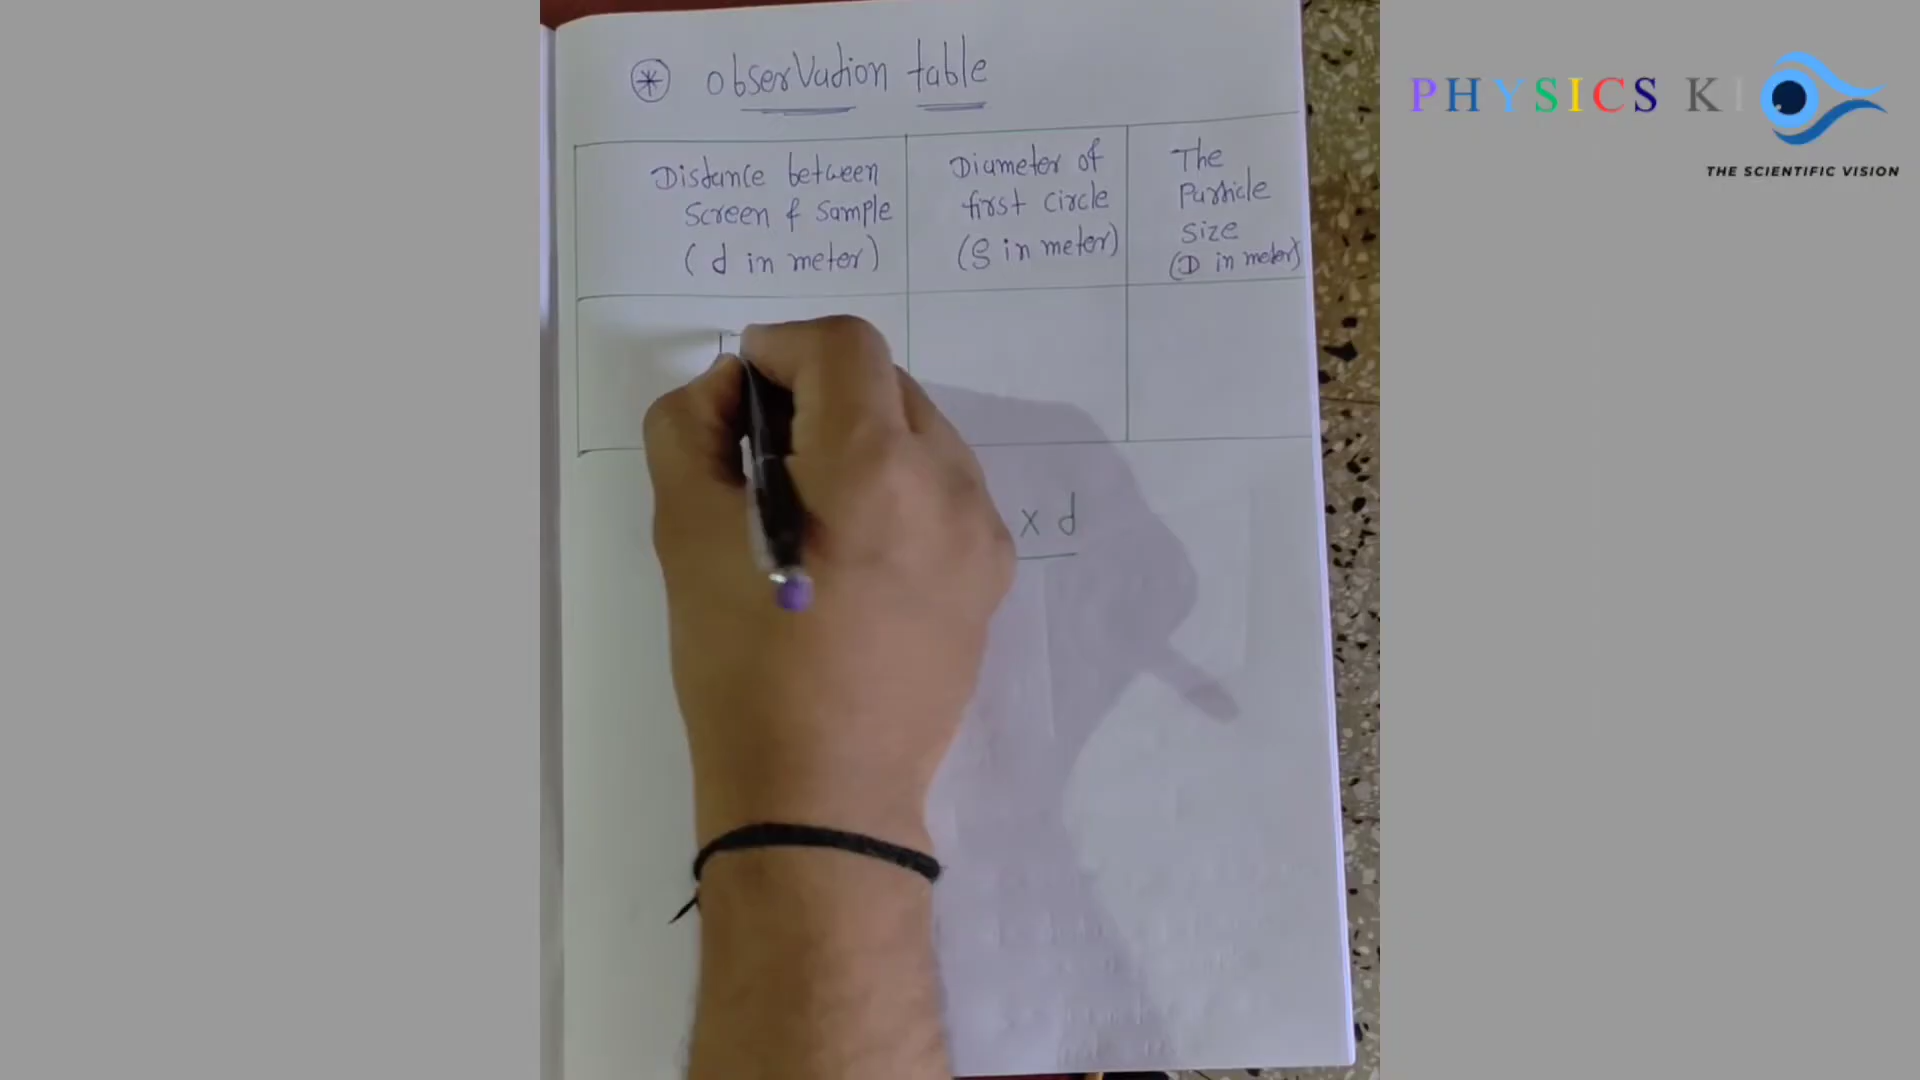 * observation table
Distance between
screen & sample
( d in meter )
Diameter of
first circle
(S in meter)
The
Particle
size
(D in meter)
x d
PHYSICS K
THE SCIENTIFIC VISION